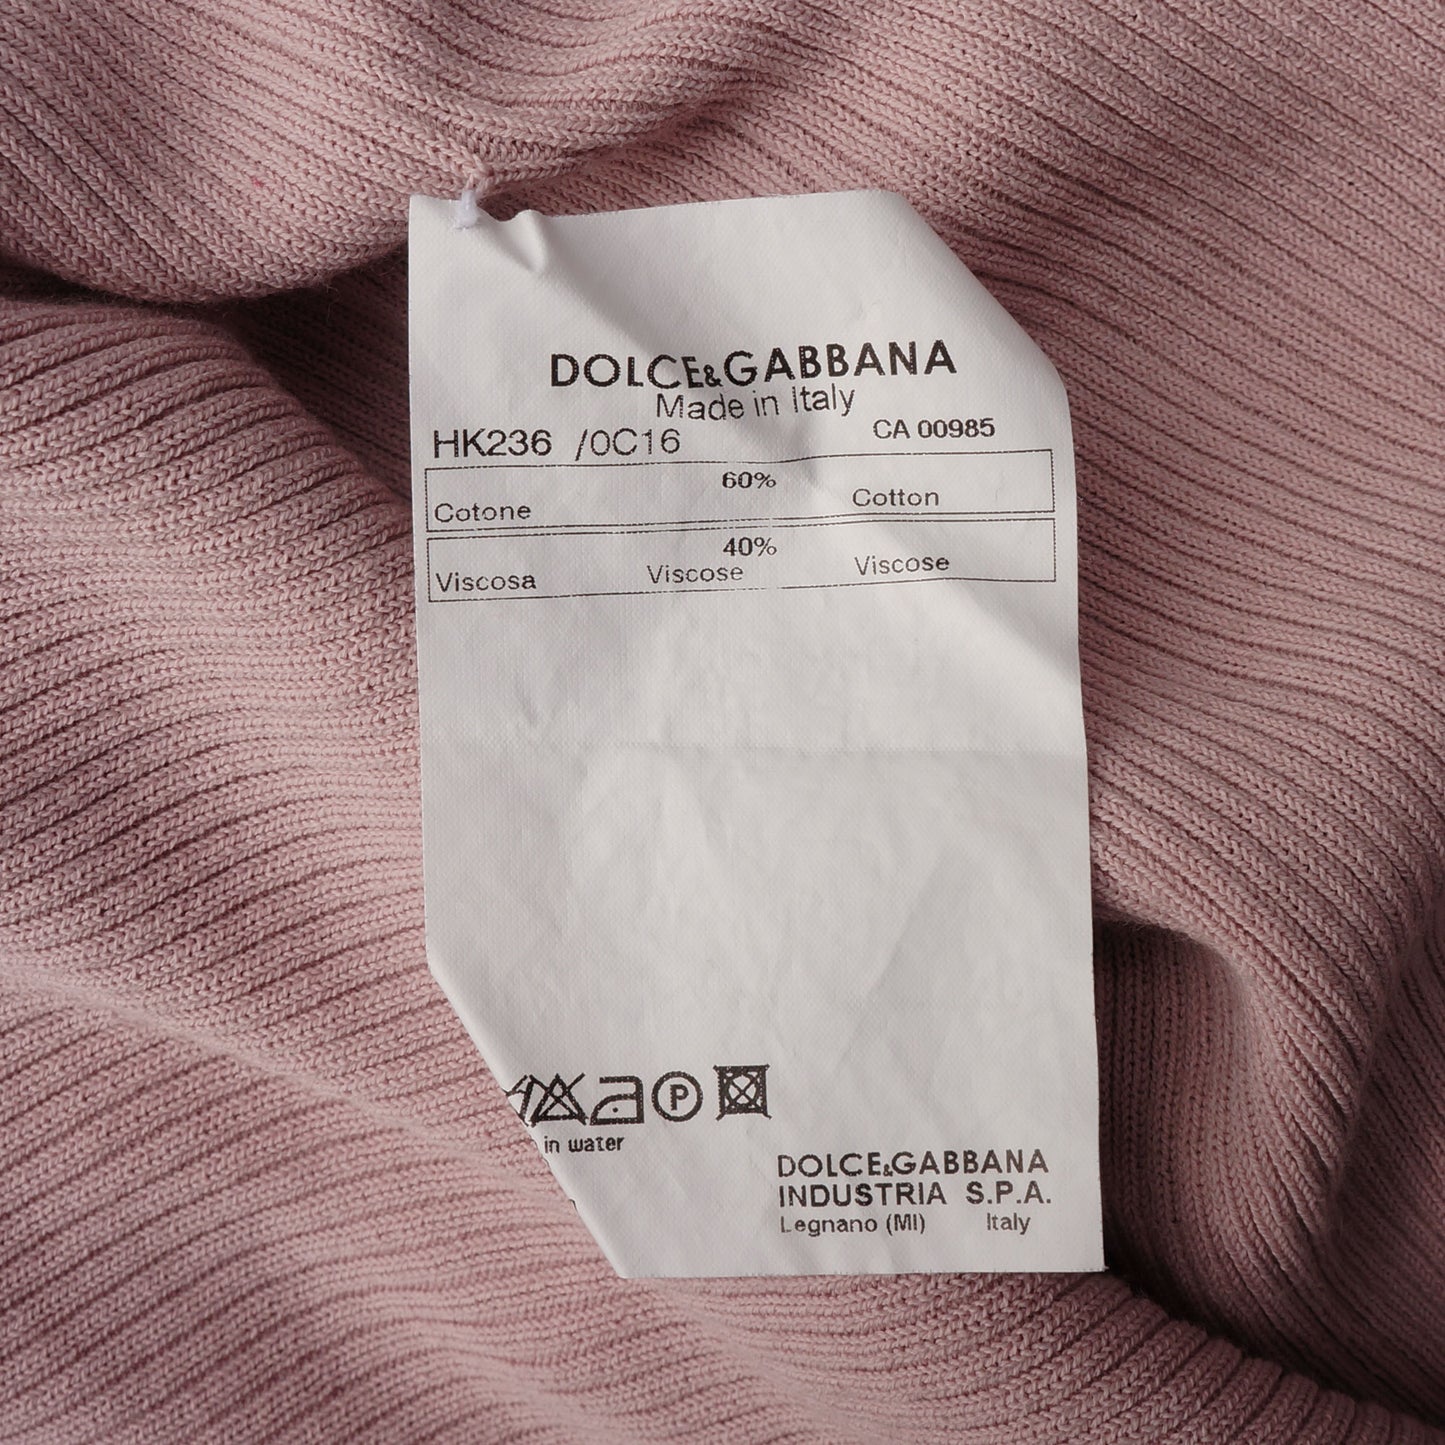 DOLCE&GABBANA
Made in Italy
HK236 /0C16 CA 00985
60%
Cotone Cotton
40%
Viscosa Viscose Viscose
P
in water
DOLCE&GABBANA
INDUSTRIA S.P.A.
Legnano (MI) Italy